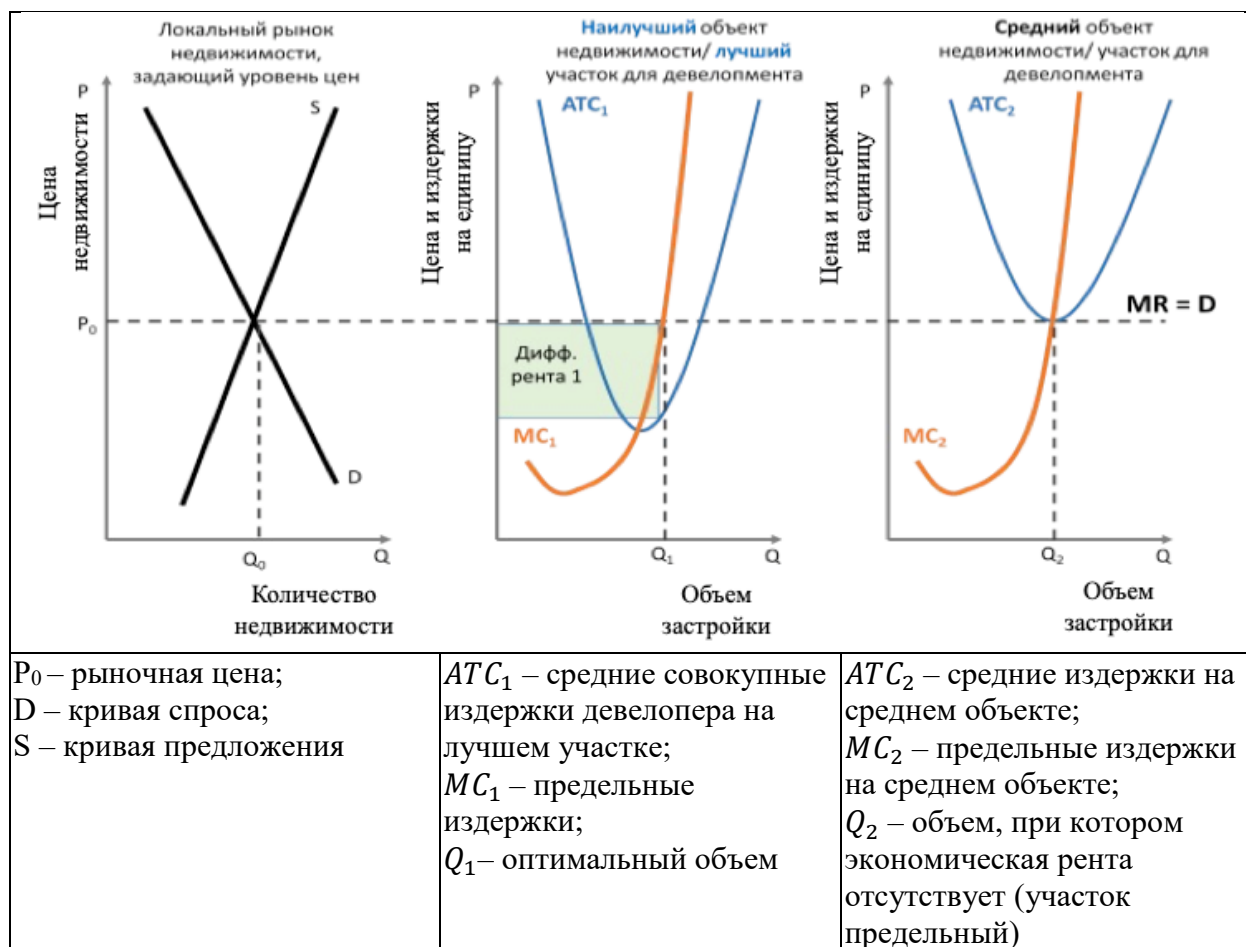 Локальный рынок
недвижимости,
задающий уровень цен
P
S
Цена
недвижимости
P₀
D
Q₀
Q
Количество
недвижимости
Наилучший объект
недвижимости/ лучший
участок для девелопмента
P
ATC₁
Цена и издержки
на единицу
Дифф.
рента 1
MC₁
Q₁
Q
Объем
застройки
Средний объект
недвижимости/ участок для
девелопмента
P
ATC₂
Цена и издержки
на единицу
MR = D
MC₂
Q₂
Q
Объем
застройки
P₀ – рыночная цена;
D – кривая спроса;
S – кривая предложения
ATC₁ – средние совокупные
издержки девелопера на
лучшем участке;
MC₁ – предельные
издержки;
Q₁– оптимальный объем
ATC₂ – средние издержки на
среднем объекте;
MC₂ – предельные издержки
на среднем объекте;
Q₂ – объем, при котором
экономическая рента
отсутствует (участок
предельный)